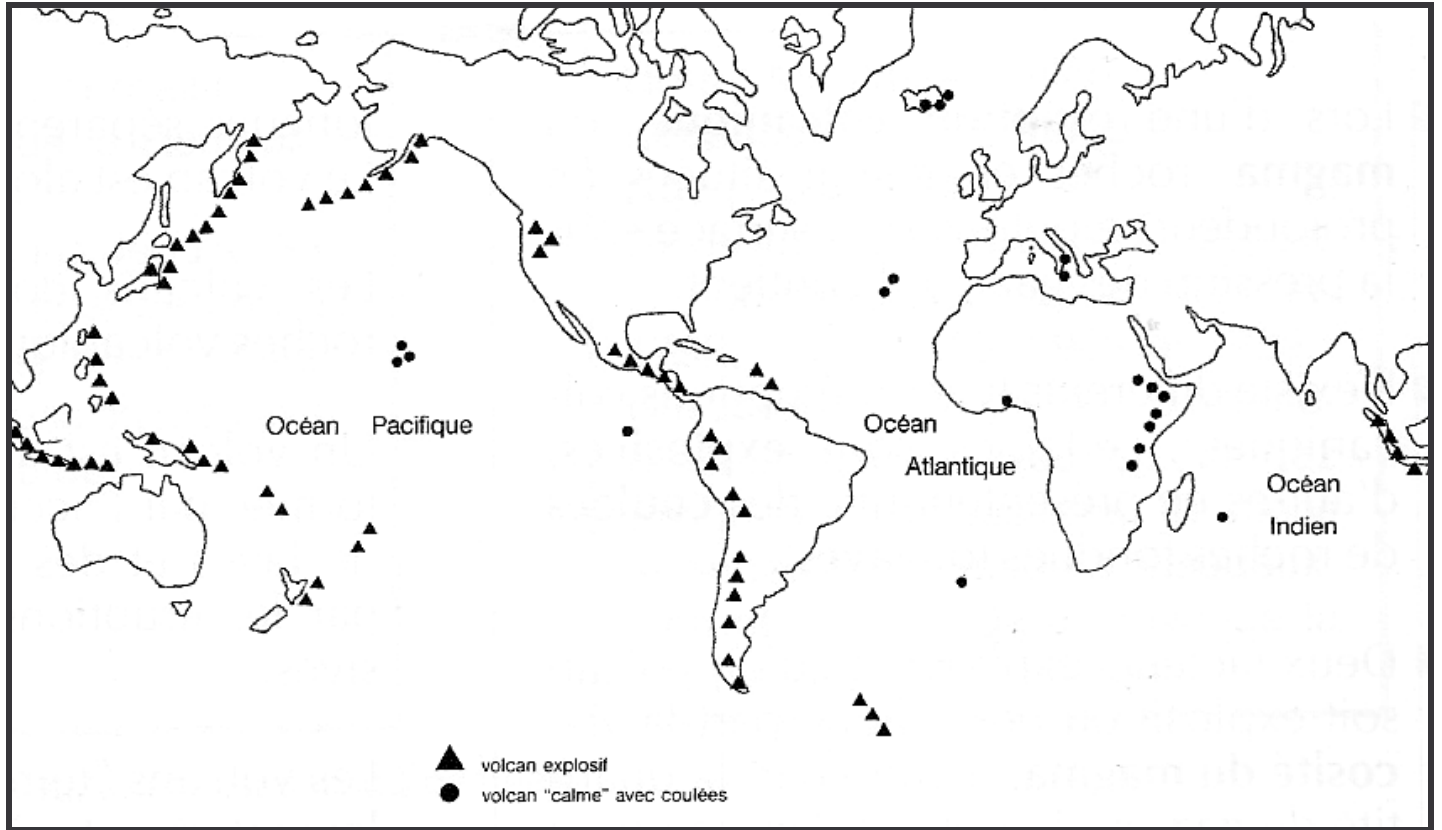 Océan Pacifique
Océan
Atlantique
Océan
Indien
volcan explosif
volcan "calme" avec coulées